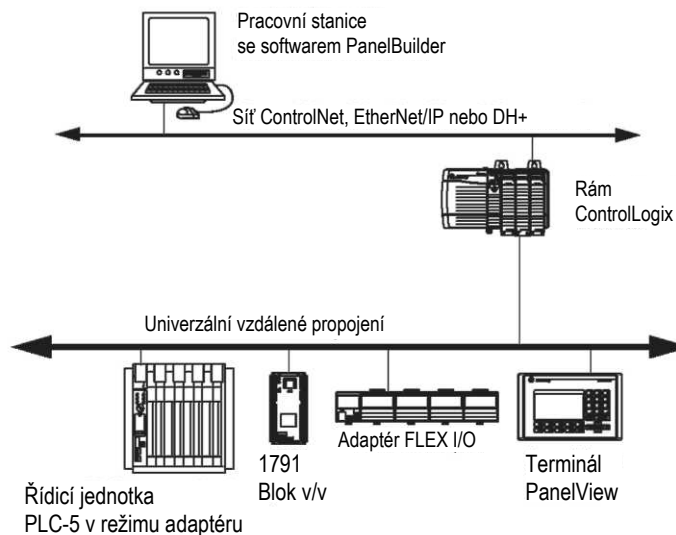 Pracovní stanice
se softwarem PanelBuilder
Síť ControlNet, EtherNet/IP nebo DH+
Rám
ControlLogix
Univerzální vzdálené propojení
Řídicí jednotka
PLC-5 v režimu adaptéru
1791
Blok v/v
Adaptér FLEX I/O
Terminál
PanelView